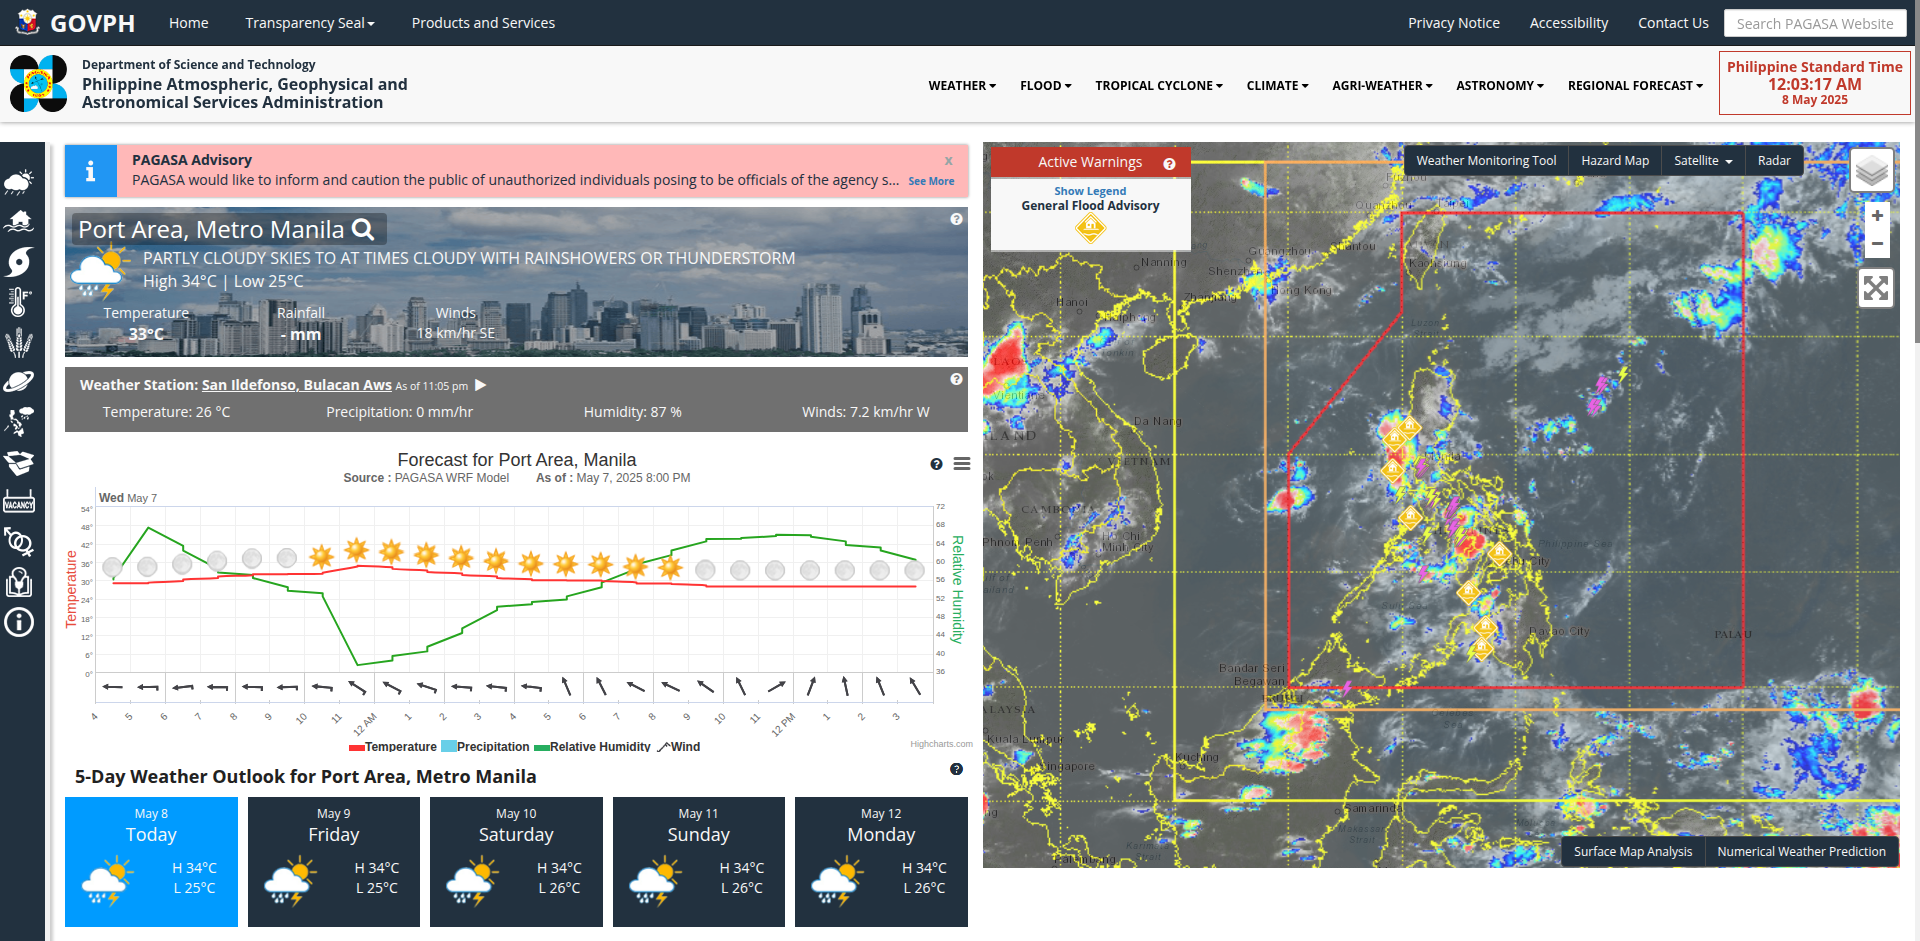 GOVPH
Home
Transparency Seal
Products and Services
Privacy Notice
Accessibility
Contact Us
Search PAGASA Website
Department of Science and Technology
Philippine Atmospheric, Geophysical and
Astronomical Services Administration
WEATHER
FLOOD
TROPICAL CYCLONE
CLIMATE
AGRI-WEATHER
ASTRONOMY
REGIONAL FORECAST
Philippine Standard Time
12:03:17 AM
8 May 2025
VACANCY
PAGASA Advisory
x
PAGASA would like to inform and caution the public of unauthorized individuals posing to be officials of the agency s... See More
Port Area, Metro Manila
PARTLY CLOUDY SKIES TO AT TIMES CLOUDY WITH RAINSHOWERS OR THUNDERSTORM
High 34°C | Low 25°C
Temperature Rainfall Winds
33°C - mm 18 km/hr SE
Weather Station: San Ildefonso, Bulacan Aws As of 11:05 pm
Temperature: 26 °C Precipitation: 0 mm/hr Humidity: 87 % Winds: 7.2 km/hr W
Forecast for Port Area, Manila
Source : PAGASA WRF Model As of : May 7, 2025 8:00 PM
Wed May 7
Temperature
54°
48°
42°
36°
30°
24°
18°
12°
6°
0°
Relative Humidity
72
68
64
60
56
52
48
44
40
36
4 5 6 7 8 9 10 11 12 AM 1 2 3 4 5 6 7 8 9 10 11 12 PM 1 2 3
Temperature Precipitation Relative Humidity Wind
Highcharts.com
5-Day Weather Outlook for Port Area, Metro Manila
May 8
Today
H 34°C
L 25°C
May 9
Friday
H 34°C
L 25°C
May 10
Saturday
H 34°C
L 26°C
May 11
Sunday
H 34°C
L 26°C
May 12
Monday
H 34°C
L 26°C
Active Warnings
Show Legend
General Flood Advisory
Weather Monitoring Tool
Hazard Map
Satellite
Radar
+
−
Nanning
Guangzhou
Shenzhen
Hong Kong
Kaohsiung
Taipei
Hanoi
Luzon
Da Nang
VIETNAM
CAMBODIA
Phnom Penh
Ho Chi
Minh City
Philippine Sea
Davao City
PALAU
Bandar Seri
Begawan
BRUNEI
Kuala Lumpur
Singapore
Kuching
Samarinda
Makassar
Strait
Karimata
Strait
Surface Map Analysis
Numerical Weather Prediction